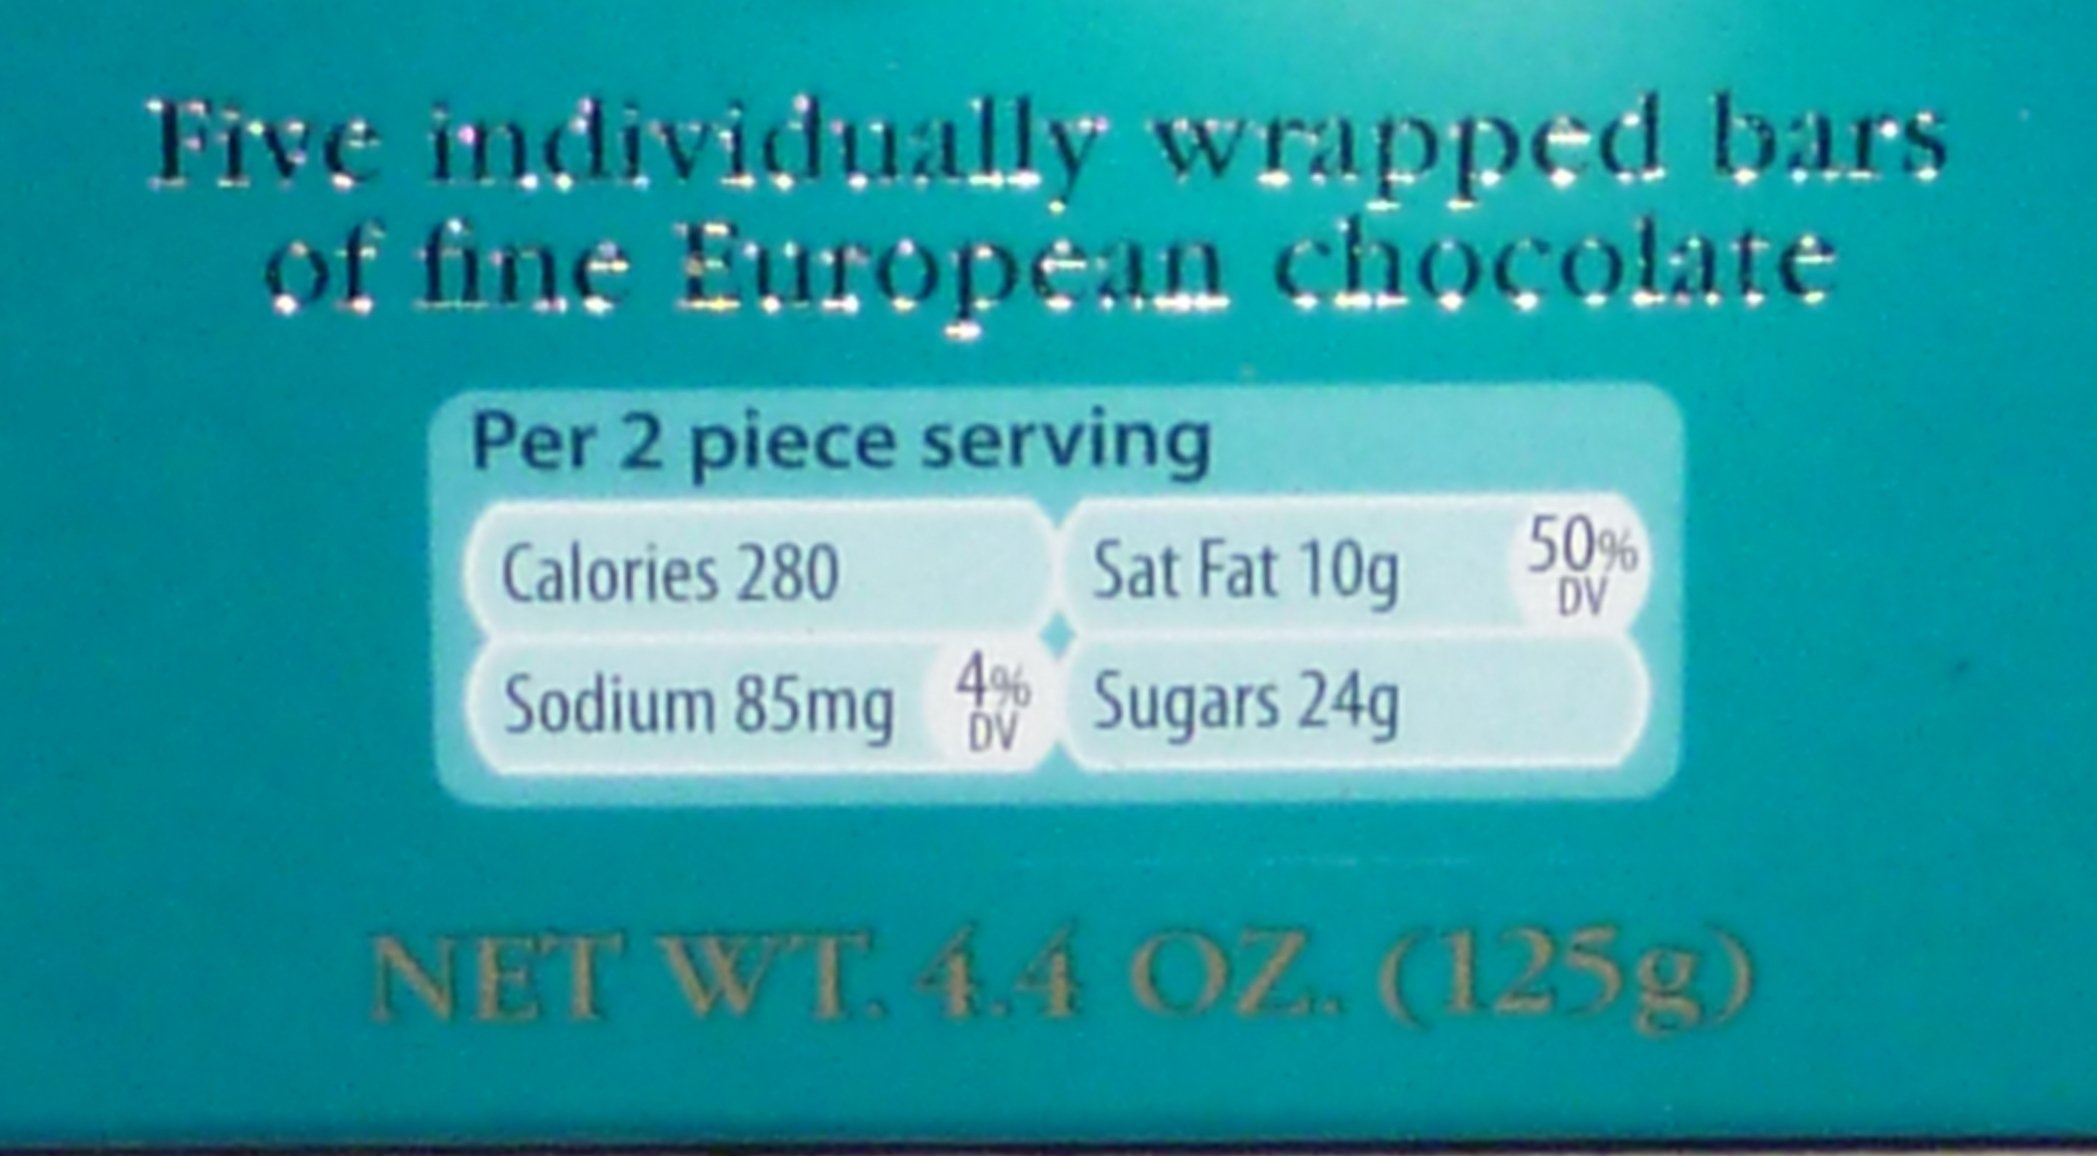 Five individually wrapped bars
of fine European chocolate
Per 2 piece serving
Calories 280
Sat Fat 10g 50% DV
Sodium 85mg 4% DV
Sugars 24g
NET WT. 4.4 OZ. (125g)